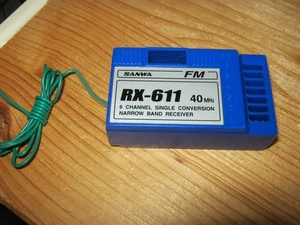 SANWA FM
RX-611 40MHz
6 CHANNEL SINGLE CONVERSION
NARROW BAND RECEIVER